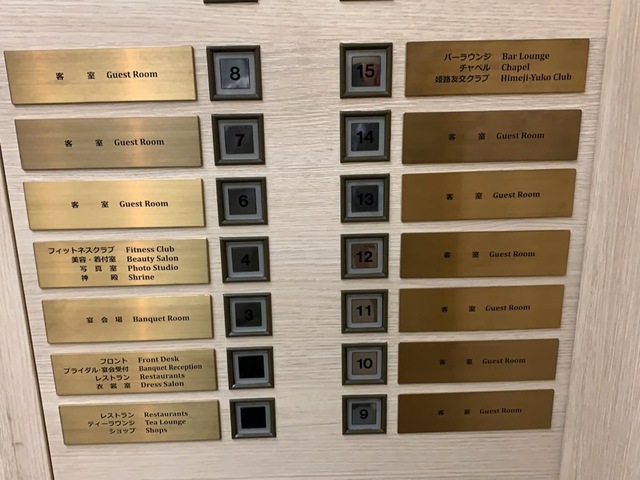 客 室 Guest Room
8
客 室 Guest Room
7
客 室 Guest Room
6
フィットネスクラブ Fitness Club
美容・着付室 Beauty Salon
写 真 室 Photo Studio
神 殿 Shrine
4
宴 会 場 Banquet Room
3
フロント Front Desk
ブライダル・宴会受付 Banquet Reception
レストラン Restaurants
衣 裳 室 Dress Salon
レストラン Restaurants
ティーラウンジ Tea Lounge
ショップ Shops
15
バーラウンジ Bar Lounge
チャペル Chapel
姫路友交クラブ Himeji-Yuko Club
14
客 室 Guest Room
13
客 室 Guest Room
12
客 室 Guest Room
11
客 室 Guest Room
10
客 室 Guest Room
9
客 室 Guest Room